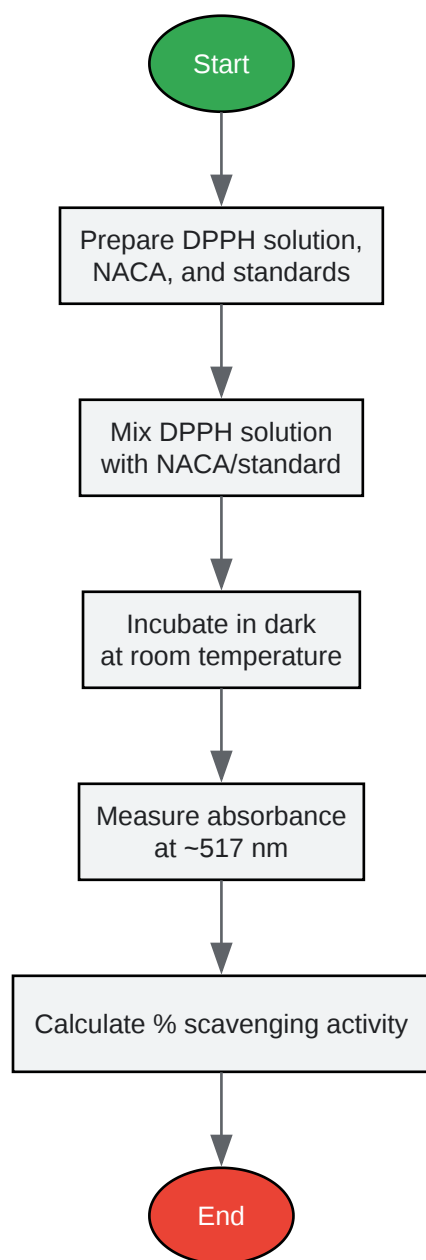 Start
Prepare DPPH solution,
NACA, and standards
Mix DPPH solution
with NACA/standard
Incubate in dark
at room temperature
Measure absorbance
at ~517 nm
Calculate % scavenging activity
End